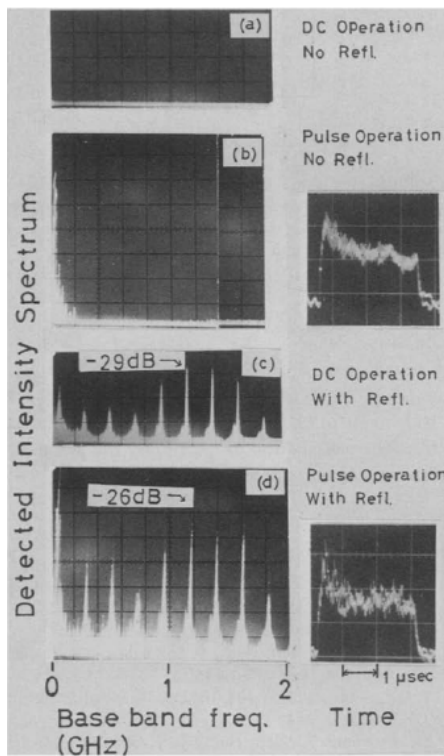 (a)
DC Operation
No Refl.
(b)
Pulse Operation
No Refl.
Detected Intensity Spectrum
-29dB→
(c)
DC Operation
With Refl.
-26dB→
(d)
Pulse Operation
With Refl.
1 μsec
0
1
2
Base band freq.
(GHz)
Time